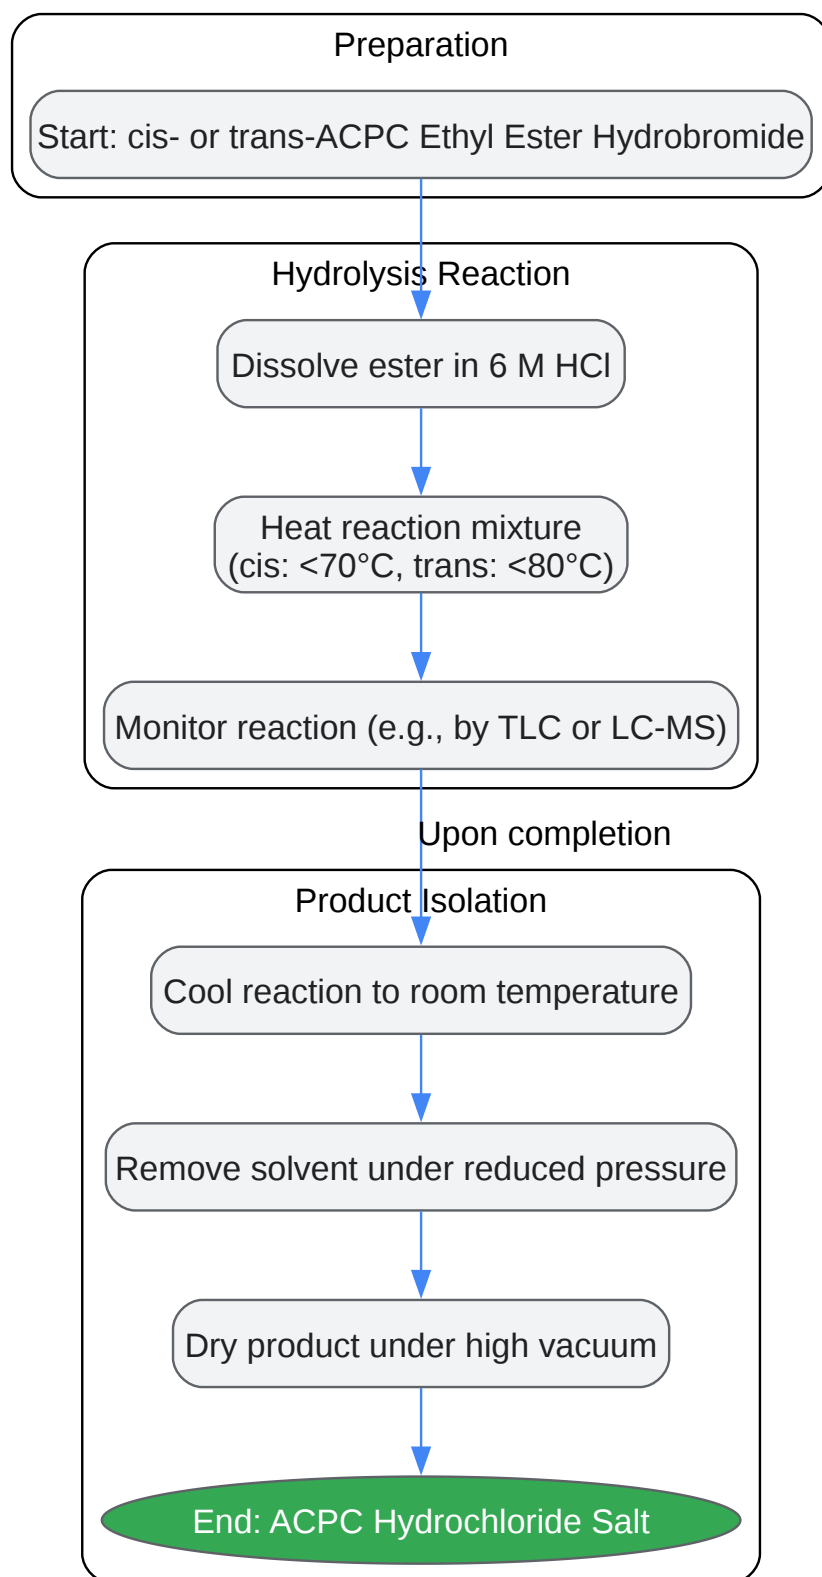 Preparation
Start: cis- or trans-ACPC Ethyl Ester Hydrobromide
Hydrolysis Reaction
Dissolve ester in 6 M HCl
Heat reaction mixture
(cis: <70°C, trans: <80°C)
Monitor reaction (e.g., by TLC or LC-MS)
Upon completion
Product Isolation
Cool reaction to room temperature
Remove solvent under reduced pressure
Dry product under high vacuum
End: ACPC Hydrochloride Salt